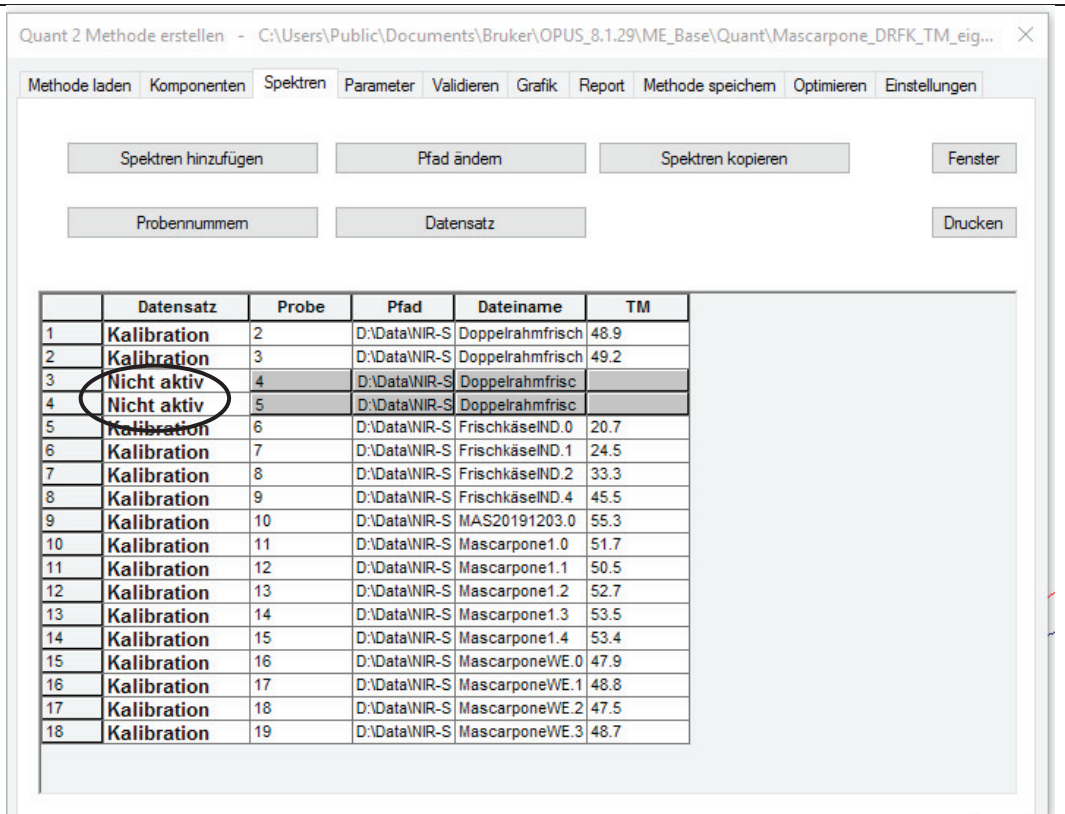 Quant 2 Methode erstellen - C:\Users\Public\Documents\Bruker\OPUS_8.1.29\ME_Base\Quant\Mascarpone_DRFK_TM_eig...
Methode laden Komponenten Spektren Parameter Validieren Grafik Report Methode speichern Optimieren Einstellungen
Spektren hinzufügen Pfad ändern Spektren kopieren Fenster
Probennummern Datensatz Drucken
Datensatz Probe Pfad Dateiname TM
1 Kalibration 2 D:\Data\NIR-S Doppelrahmfrisch 48.9
2 Kalibration 3 D:\Data\NIR-S Doppelrahmfrisch 49.2
3 Nicht aktiv 4 D:\Data\NIR-S Doppelrahmfrisc
4 Nicht aktiv 5 D:\Data\NIR-S Doppelrahmfrisc
5 Kalibration 6 D:\Data\NIR-S FrischkäseIND.0 20.7
6 Kalibration 7 D:\Data\NIR-S FrischkäseIND.1 24.5
7 Kalibration 8 D:\Data\NIR-S FrischkäseIND.2 33.3
8 Kalibration 9 D:\Data\NIR-S FrischkäseIND.4 45.5
9 Kalibration 10 D:\Data\NIR-S MAS20191203.0 55.3
10 Kalibration 11 D:\Data\NIR-S Mascarpone1.0 51.7
11 Kalibration 12 D:\Data\NIR-S Mascarpone1.1 50.5
12 Kalibration 13 D:\Data\NIR-S Mascarpone1.2 52.7
13 Kalibration 14 D:\Data\NIR-S Mascarpone1.3 53.5
14 Kalibration 15 D:\Data\NIR-S Mascarpone1.4 53.4
15 Kalibration 16 D:\Data\NIR-S MascarponeWE.0 47.9
16 Kalibration 17 D:\Data\NIR-S MascarponeWE.1 48.8
17 Kalibration 18 D:\Data\NIR-S MascarponeWE.2 47.5
18 Kalibration 19 D:\Data\NIR-S MascarponeWE.3 48.7